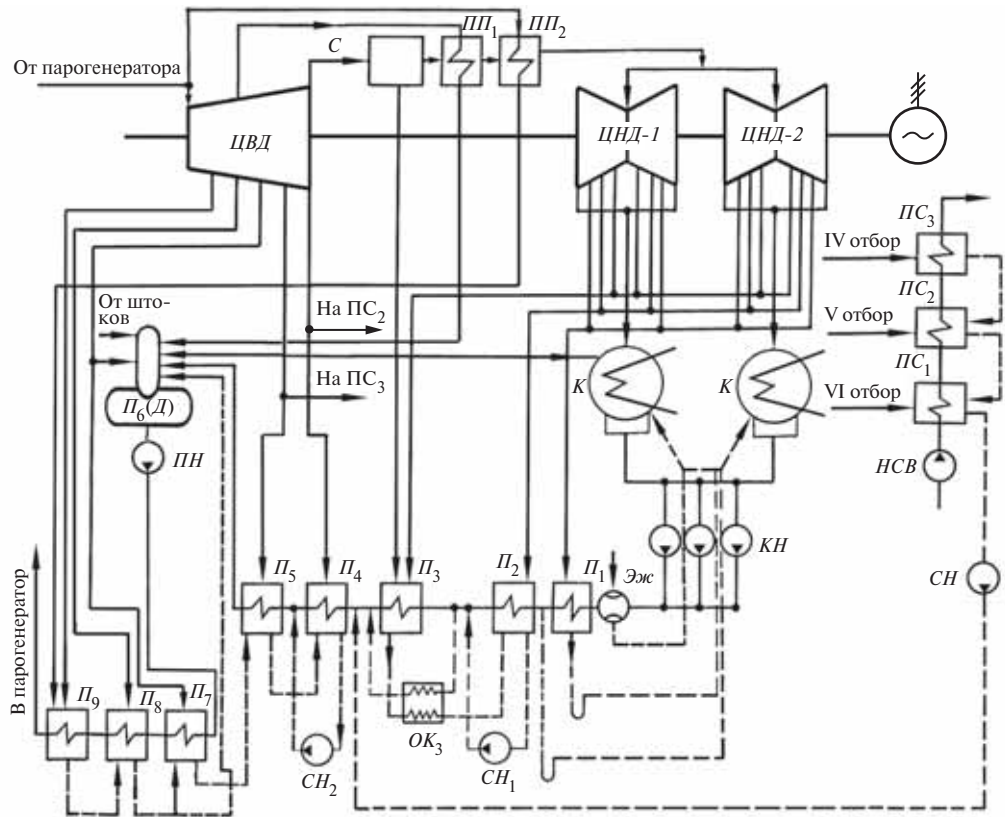 ПП₁
ПП₂
С
От парогенератора
ЦВД
ЦНД-1
ЦНД-2
ПС₃
IV отбор
ПС₂
V отбор
ПС₁
VI отбор
НСВ
От што-
ков
На ПС₂
На ПС₃
К
К
П₆(Д)
ПН
КН
СН
Эж
П₅
П₄
П₃
П₂
П₁
В парогенератор
П₉
П₈
П₇
ОК₃
СН₂
СН₁